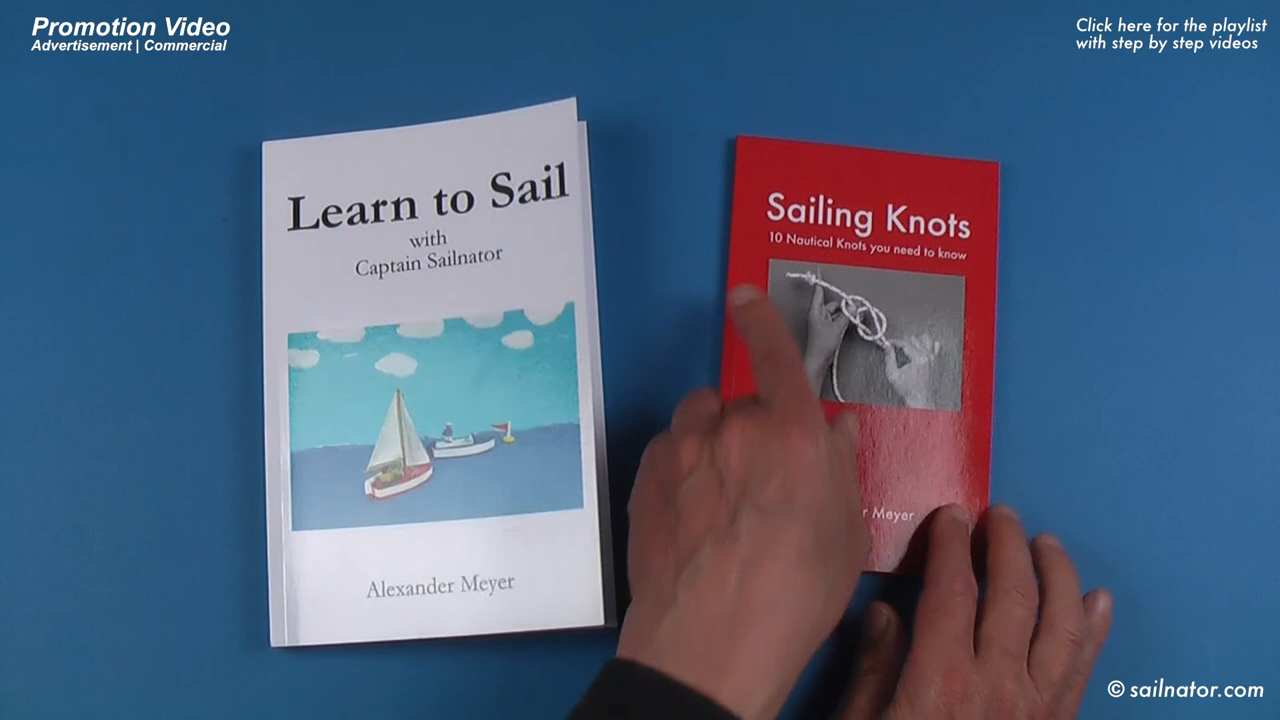 Promotion Video
Advertisement | Commercial
Click here for the playlist
with step by step videos
Learn to Sail
with
Captain Sailnator
Alexander Meyer
Sailing Knots
10 Nautical Knots you need to know
Meyer
© sailnator.com